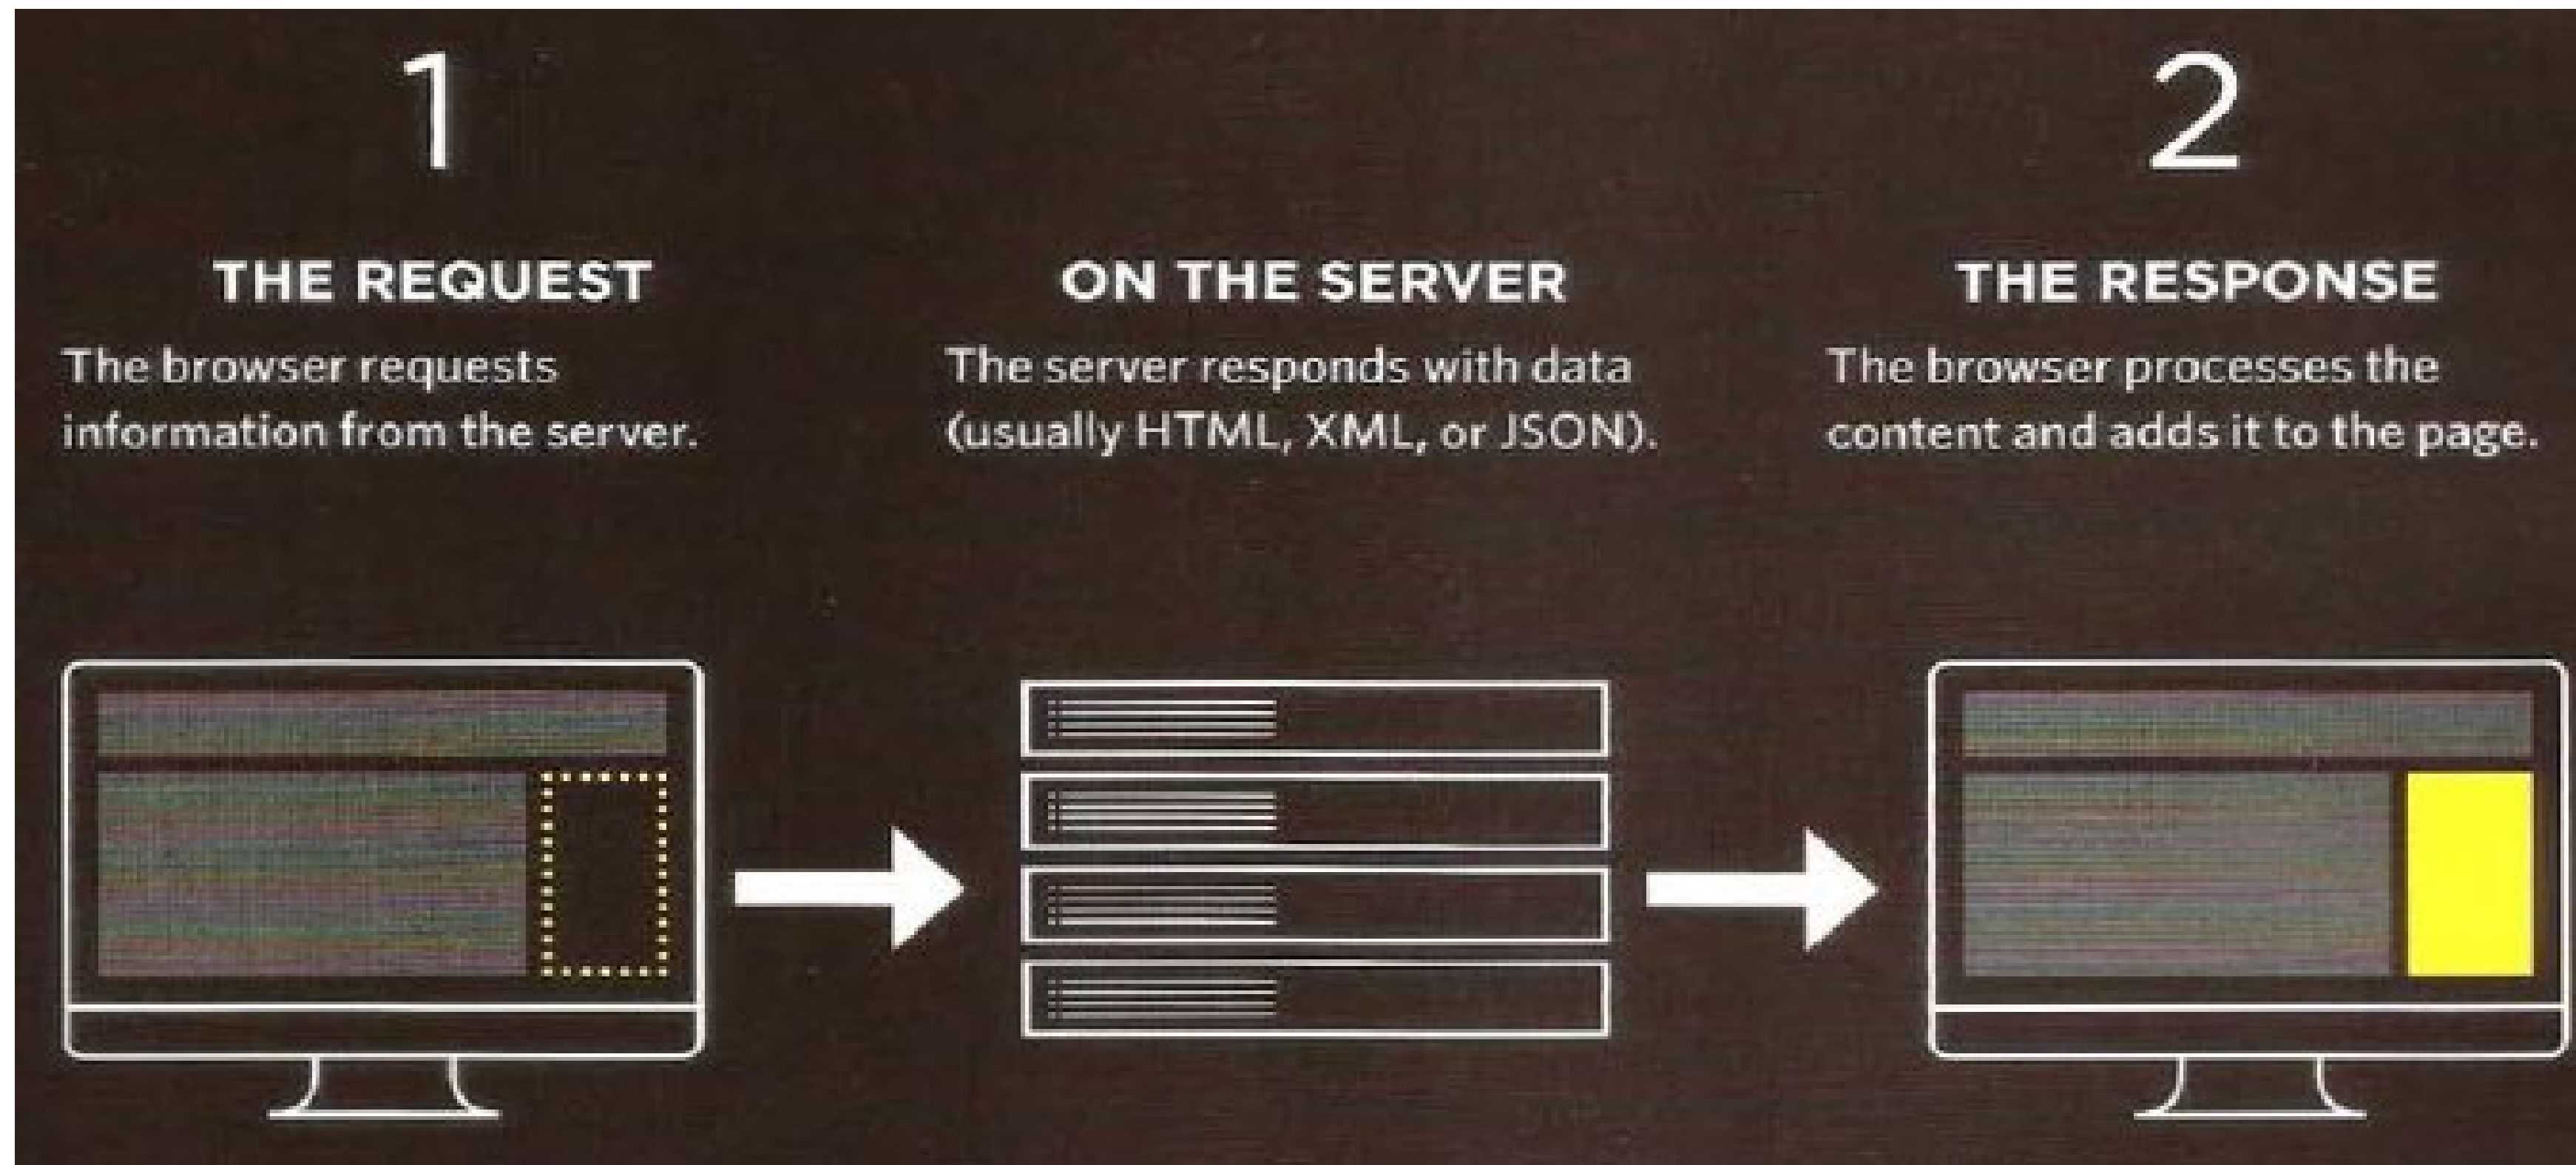 1
THE REQUEST
The browser requests
information from the server.
ON THE SERVER
The server responds with data
(usually HTML, XML, or JSON).
2
THE RESPONSE
The browser processes the
content and adds it to the page.